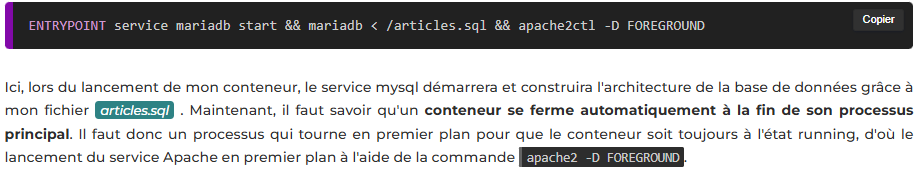 Copier
ENTRYPOINT service mariadb start && mariadb < /articles.sql && apache2ctl -D FOREGROUND
Ici, lors du lancement de mon conteneur, le service mysql démarrera et construira l'architecture de la base de données grâce à
mon fichier articles.sql . Maintenant, il faut savoir qu'un conteneur se ferme automatiquement à la fin de son processus
principal. Il faut donc un processus qui tourne en premier plan pour que le conteneur soit toujours à l'état running, d'où le
lancement du service Apache en premier plan à l'aide de la commande apache2 -D FOREGROUND.